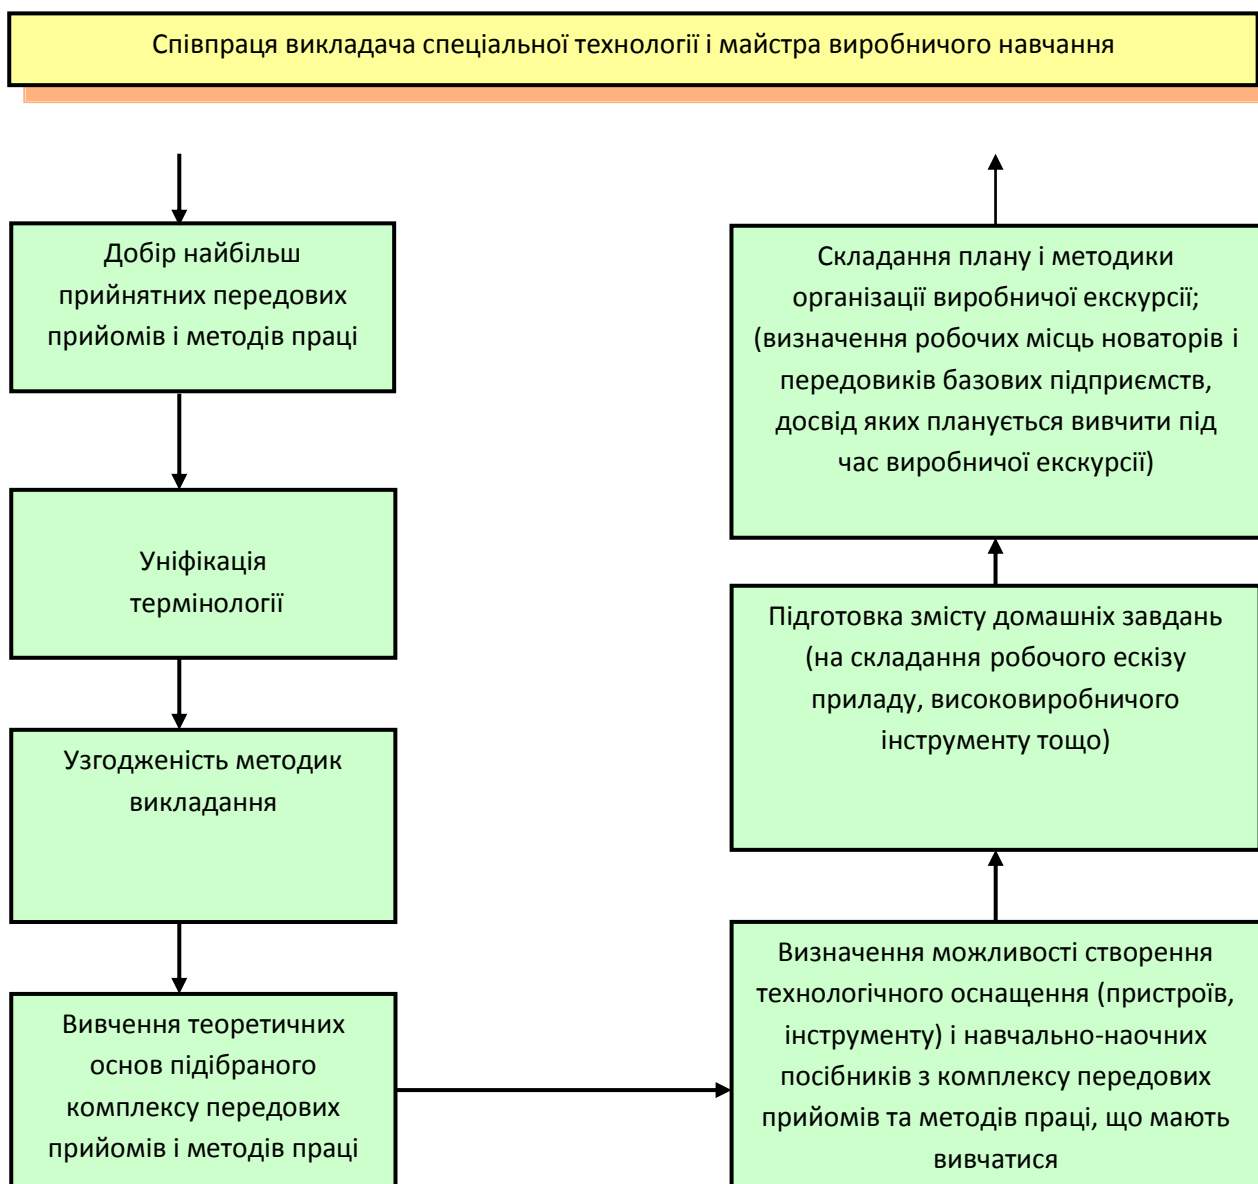 Співпраця викладача спеціальної технології і майстра виробничого навчання
Добір найбільш
прийнятних передових
прийомів і методів праці
Уніфікація
термінології
Узгодженість методик
викладання
Вивчення теоретичних
основ підібраного
комплексу передових
прийомів і методів праці
Визначення можливості створення
технологічного оснащення (пристроїв,
інструменту) і навчально-наочних
посібників з комплексу передових
прийомів та методів праці, що мають
вивчатися
Підготовка змісту домашніх завдань
(на складання робочого ескізу
приладу, високовиробничого
інструменту тощо)
Складання плану і методики
організації виробничої екскурсії;
(визначення робочих місць новаторів і
передовиків базових підприємств,
досвід яких планується вивчити під
час виробничої екскурсії)